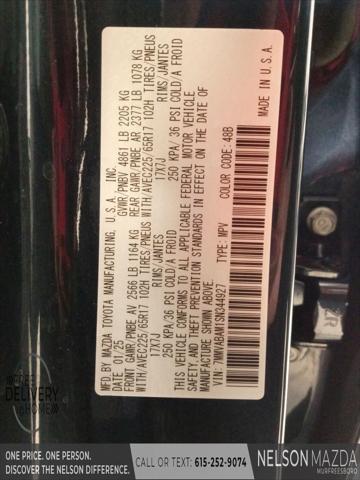 MFD. BY MAZDA TOYOTA MANUFACTURING, U.S.A., INC.
DATE 01/25 GVWR/PNBV 4861 LB 2205 KG
FRONT GAWR/PNBE AV 2566 LB 1164 KG REAR GAWR/PNBE AR 2377 LB 1078 KG
WITH/AVEC225/65R17 102H TIRES/PNEUS WITH/AVEC225/65R17 102H TIRES/PNEUS
17X7J RIMS/JANTES 17X7J RIMS/JANTES
250 KPA/36 PSI COLD/A FROID 250 KPA/36 PSI COLD/A FROID
THIS VEHICLE CONFORMS TO ALL APPLICABLE FEDERAL MOTOR VEHICLE
SAFETY AND THEFT PREVENTION STANDARDS IN EFFECT ON THE DATE OF
MANUFACTURE SHOWN ABOVE.
VIN: 7MMVABAM1SN344927 TYPE: MPV COLOR CODE: 48B
MADE IN U.S.A.
FREE
DELIVERY
@HOME
ONE PRICE. ONE PERSON.
DISCOVER THE NELSON DIFFERENCE.
CALL OR TEXT: 615-252-9074
NELSON MAZDA
MURFREESBORO